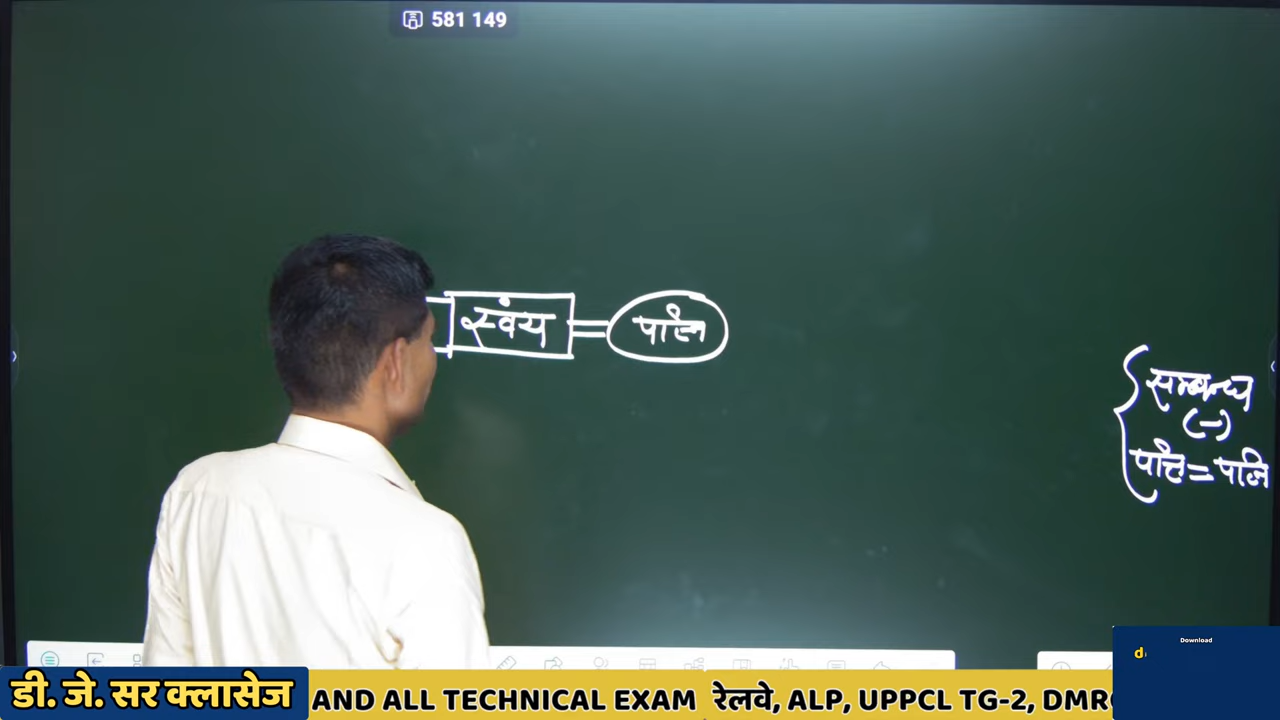 581 149
स्वंय = पत्नि
सम्बन्ध
(-)
पति = पत्नि
Download
d
डी. जे. सर क्लासेज AND ALL TECHNICAL EXAM रेलवे, ALP, UPPCL TG-2, DMR